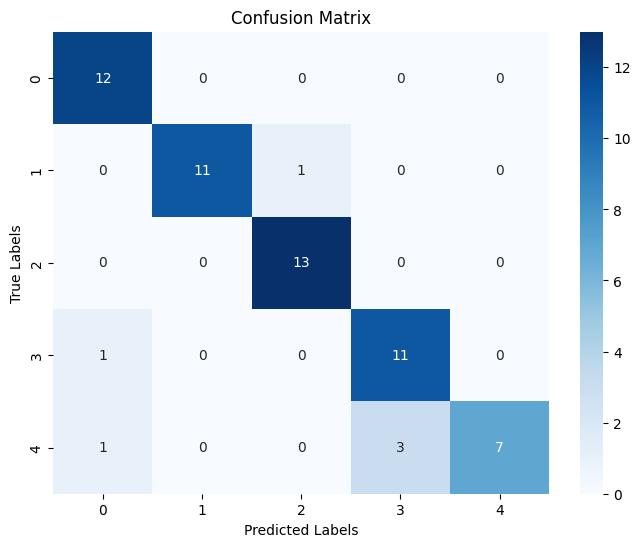 Confusion Matrix
True Labels
0 12 0 0 0 0
1 0 11 1 0 0
2 0 0 13 0 0
3 1 0 0 11 0
4 1 0 0 3 7
0 1 2 3 4
Predicted Labels
12
10
8
6
4
2
0